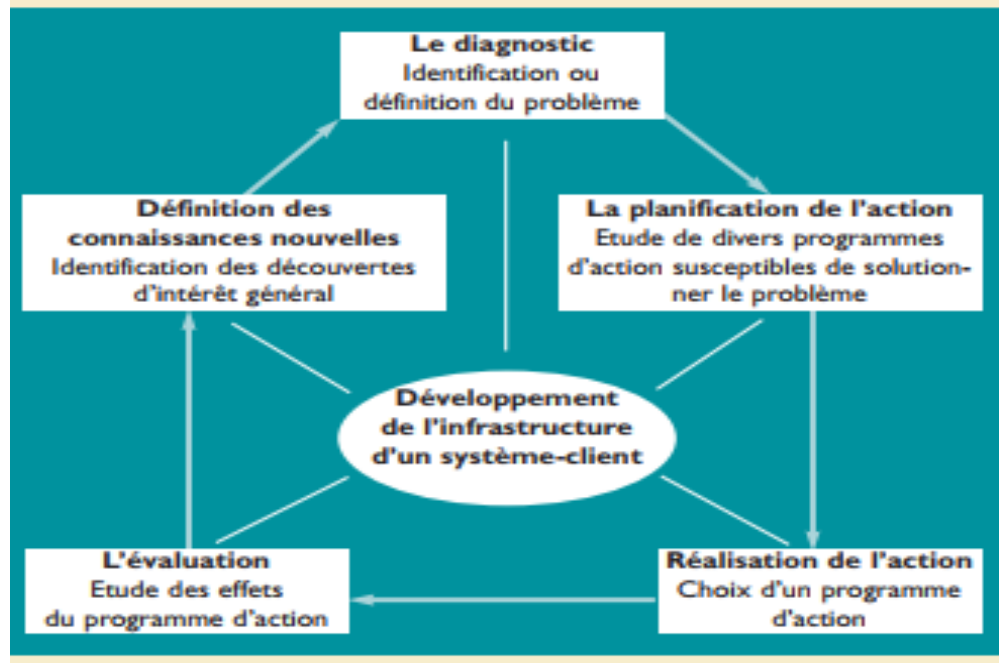 Le diagnostic
Identification ou
définition du problème
La planification de l'action
Etude de divers programmes
d'action susceptibles de solution-
ner le problème
Réalisation de l'action
Choix d'un programme
d'action
L'évaluation
Etude des effets
du programme d'action
Définition des
connaissances nouvelles
Identification des découvertes
d'intérêt général
Développement
de l'infrastructure
d'un système-client